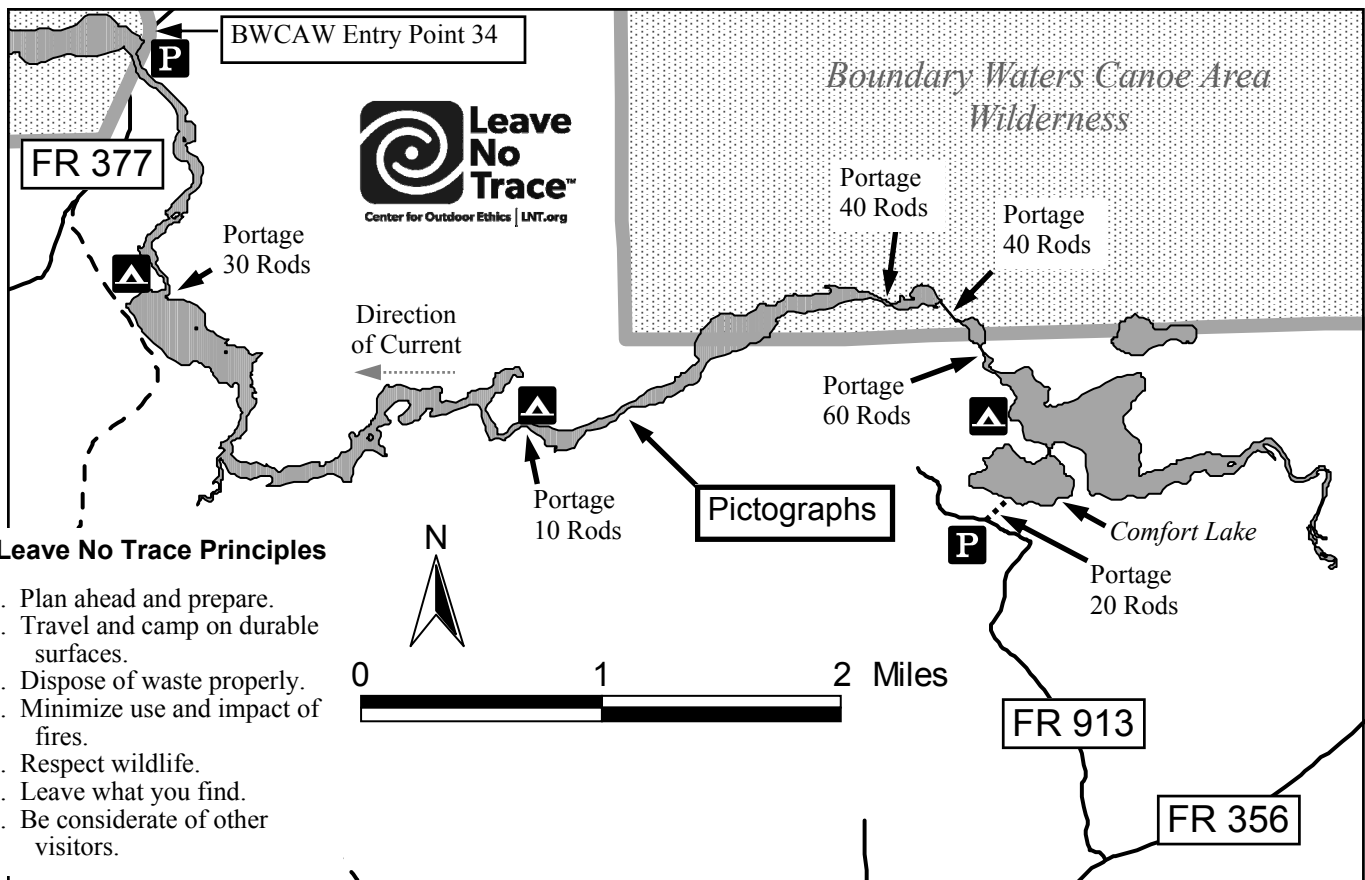 BWCAW Entry Point 34
P
Boundary Waters Canoe Area
Wilderness
Leave
No
Trace™
Center for Outdoor Ethics | LNT.org
FR 377
Portage
40 Rods
Portage
40 Rods
Portage
30 Rods
Direction
of Current
Portage
60 Rods
Portage
10 Rods
Pictographs
P
Comfort Lake
Portage
20 Rods
N
0 1 2 Miles
FR 913
FR 356
Leave No Trace Principles
. Plan ahead and prepare.
. Travel and camp on durable
surfaces.
. Dispose of waste properly.
. Minimize use and impact of
fires.
. Respect wildlife.
. Leave what you find.
. Be considerate of other
visitors.